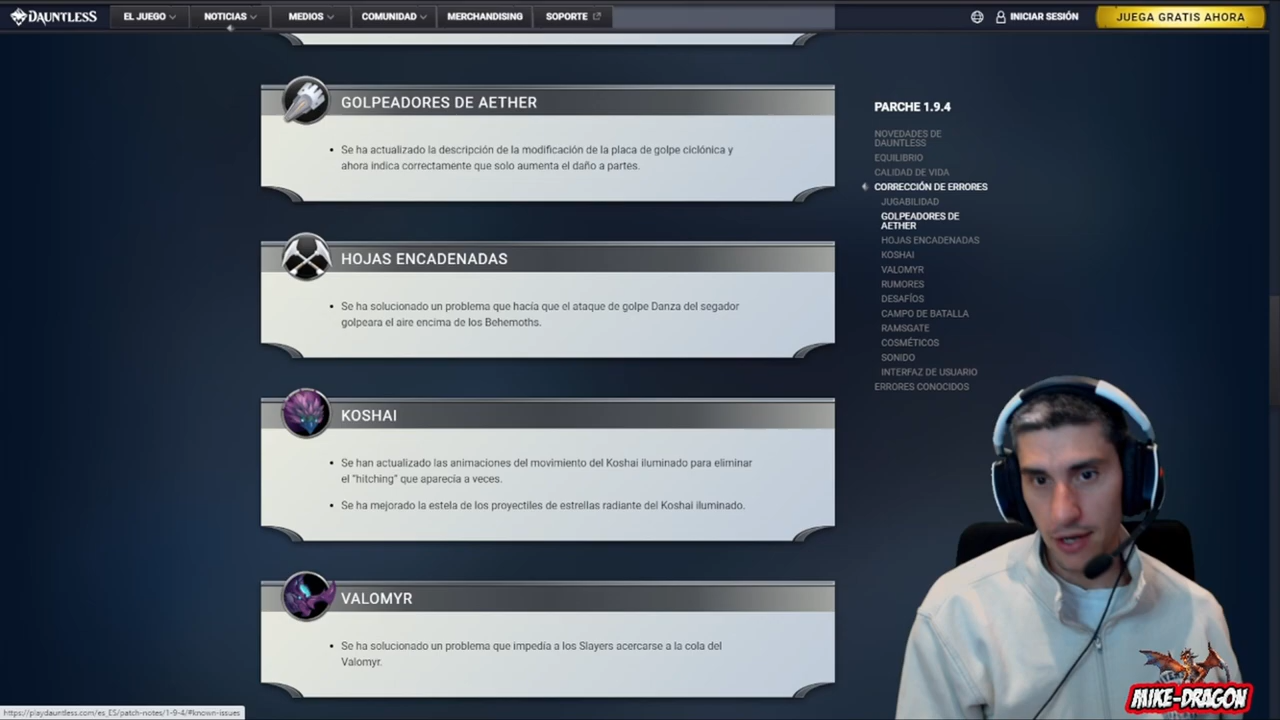 DAUNTLESS
EL JUEGO
NOTICIAS
MEDIOS
COMUNIDAD
MERCHANDISING
SOPORTE
INICIAR SESIÓN
JUEGA GRATIS AHORA
GOLPEADORES DE AETHER
• Se ha actualizado la descripción de la modificación de la placa de golpe ciclónica y
ahora indica correctamente que solo aumenta el daño a partes.
HOJAS ENCADENADAS
• Se ha solucionado un problema que hacía que el ataque de golpe Danza del segador
golpeara el aire encima de los Behemoths.
KOSHAI
• Se han actualizado las animaciones del movimiento del Koshai iluminado para eliminar
el "hitching" que aparecía a veces.
• Se ha mejorado la estela de los proyectiles de estrellas radiante del Koshai iluminado.
VALOMYR
• Se ha solucionado un problema que impedía a los Slayers acercarse a la cola del
Valomyr.
PARCHE 1.9.4
NOVEDADES DE
DAUNTLESS
EQUILIBRIO
CALIDAD DE VIDA
CORRECCIÓN DE ERRORES
JUGABILIDAD
GOLPEADORES DE
AETHER
HOJAS ENCADENADAS
KOSHAI
VALOMYR
RUMORES
DESAFÍOS
CAMPO DE BATALLA
RAMSGATE
COSMÉTICOS
SONIDO
INTERFAZ DE USUARIO
ERRORES CONOCIDOS
MIKE-DRAGON
https://playdauntless.com/es_ES/patch-notes/1-9-4/#known-issues